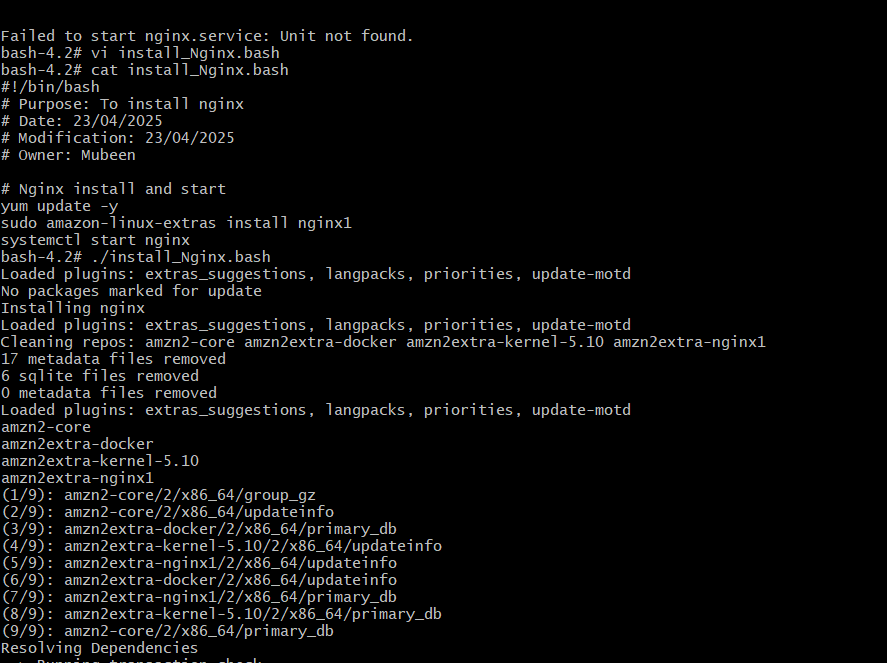 Failed to start nginx.service: Unit not found.
bash-4.2# vi install_Nginx.bash
bash-4.2# cat install_Nginx.bash
#!/bin/bash
# Purpose: To install nginx
# Date: 23/04/2025
# Modification: 23/04/2025
# Owner: Mubeen

# Nginx install and start
yum update -y
sudo amazon-linux-extras install nginx1
systemctl start nginx
bash-4.2# ./install_Nginx.bash
Loaded plugins: extras_suggestions, langpacks, priorities, update-motd
No packages marked for update
Installing nginx
Loaded plugins: extras_suggestions, langpacks, priorities, update-motd
Cleaning repos: amzn2-core amzn2extra-docker amzn2extra-kernel-5.10 amzn2extra-nginx1
17 metadata files removed
6 sqlite files removed
0 metadata files removed
Loaded plugins: extras_suggestions, langpacks, priorities, update-motd
amzn2-core
amzn2extra-docker
amzn2extra-kernel-5.10
amzn2extra-nginx1
(1/9): amzn2-core/2/x86_64/group_gz
(2/9): amzn2-core/2/x86_64/updateinfo
(3/9): amzn2extra-docker/2/x86_64/primary_db
(4/9): amzn2extra-kernel-5.10/2/x86_64/updateinfo
(5/9): amzn2extra-nginx1/2/x86_64/updateinfo
(6/9): amzn2extra-docker/2/x86_64/updateinfo
(7/9): amzn2extra-nginx1/2/x86_64/primary_db
(8/9): amzn2extra-kernel-5.10/2/x86_64/primary_db
(9/9): amzn2-core/2/x86_64/primary_db
Resolving Dependencies
Running transaction check